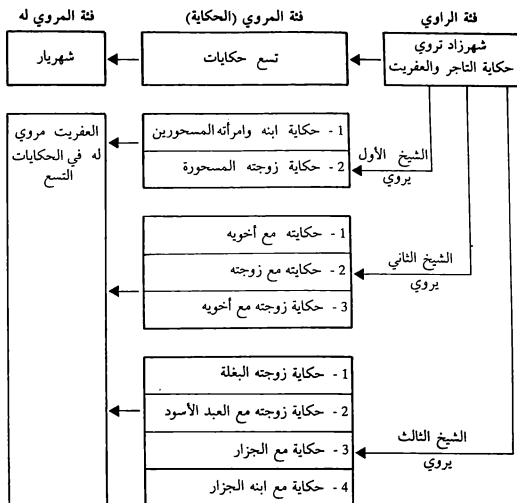 فئة الراوي
فئة المروي (الحكاية)
فئة المروي له
شهرزاد تروي
حكاية التاجر والعفريت
تسع حكايات
شهريار
الشيخ الأول
يروي
1 - حكاية ابنه وامرأته المسحورين
2 - حكاية زوجته المسحورة
العفريت مروي
له في الحكايات
التسع
الشيخ الثاني
يروي
1 - حكايته مع أخويه
2 - حكايته مع زوجته
3 - حكاية زوجته مع أخويه
الشيخ الثالث
يروي
1 - حكاية زوجته البغلة
2 - حكاية زوجته مع العبد الأسود
3 - حكاية مع الجزار
4 - حكاية مع ابنه الجزار